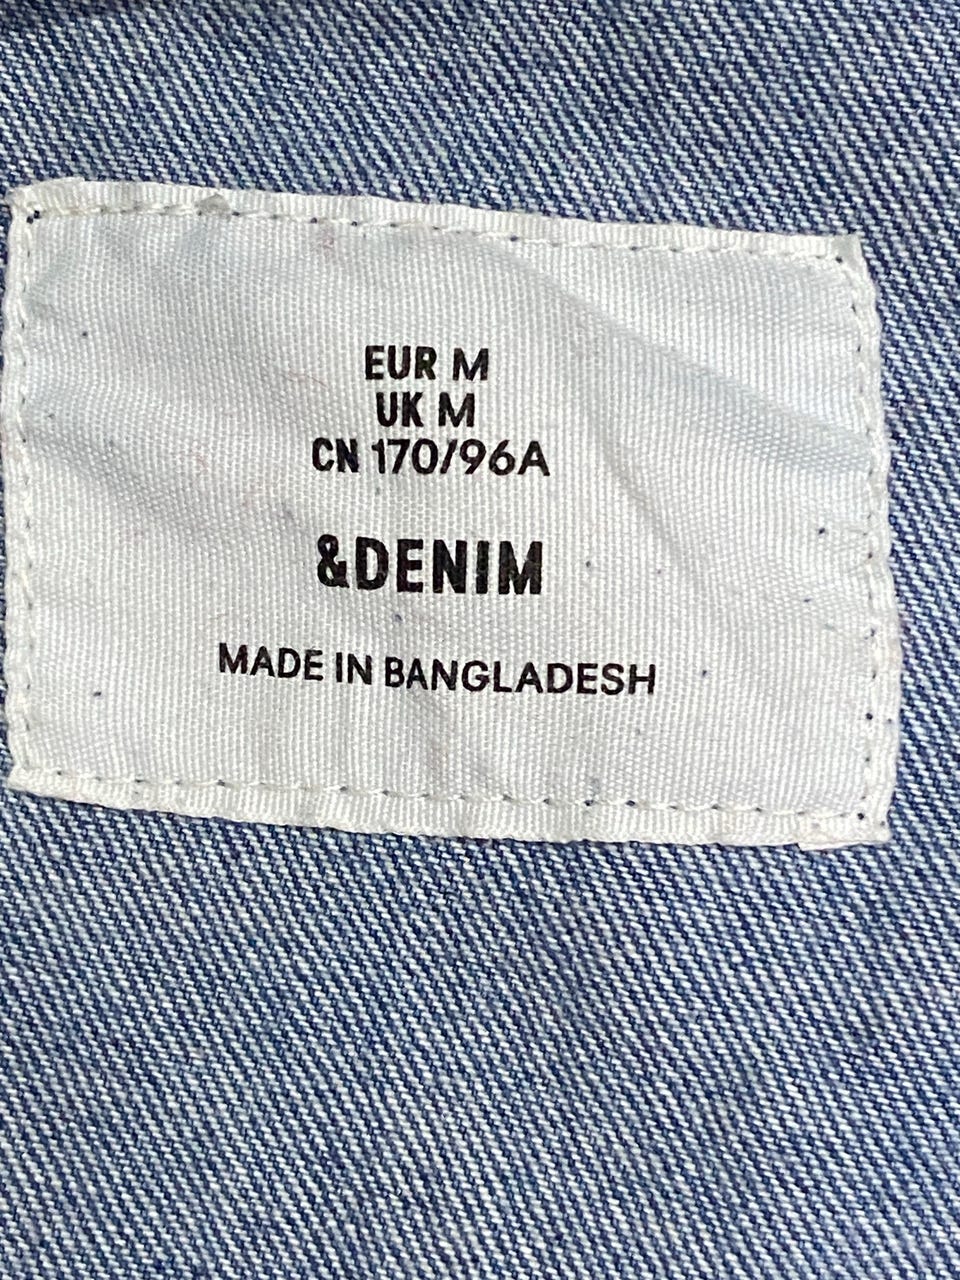 EUR M
UK M
CN 170/96A
&DENIM
MADE IN BANGLADESH